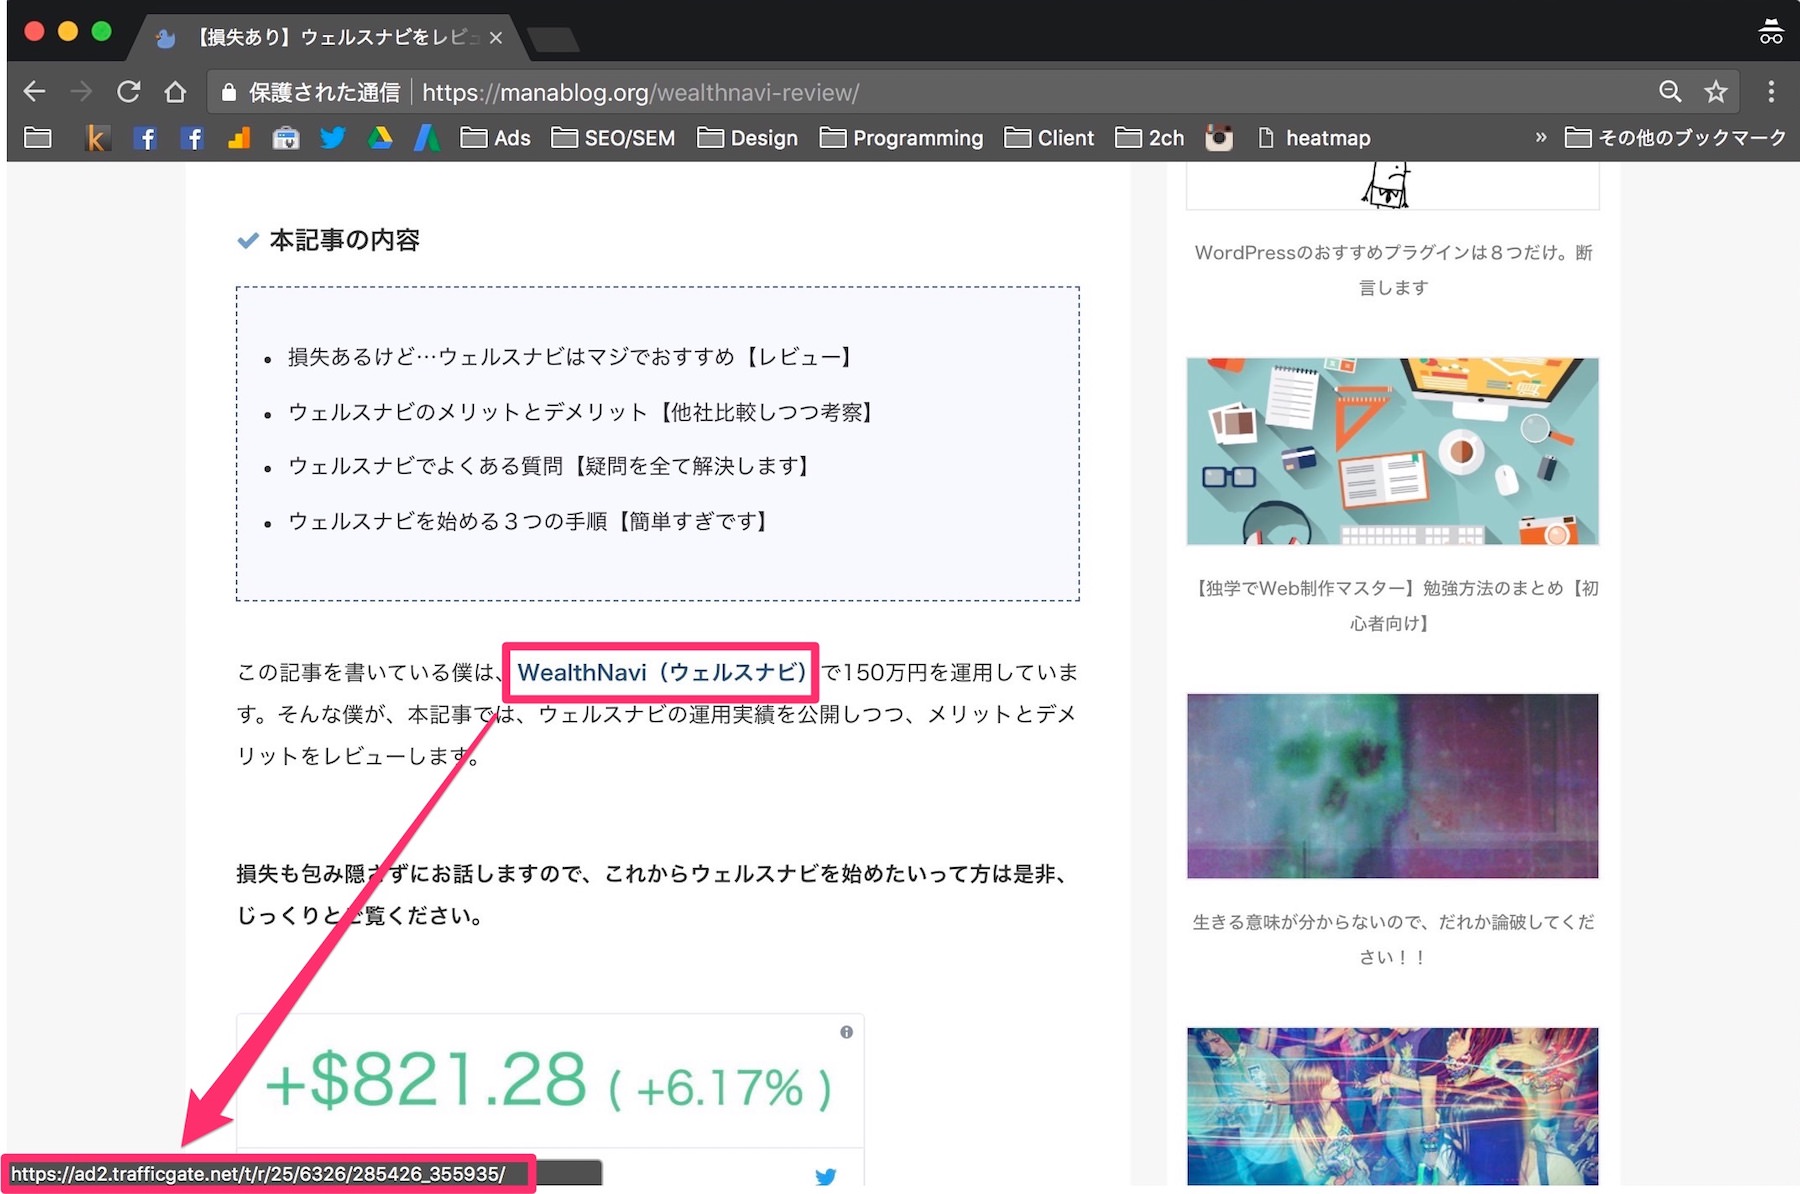 【損失あり】ウェルスナビをレビ
保護された通信 https://manablog.org/wealthnavi-review/
k f f Ads SEO/SEM Design Programming Client 2ch heatmap » その他のブックマーク
本記事の内容
• 損失あるけど…ウェルスナビはマジでおすすめ【レビュー】
• ウェルスナビのメリットとデメリット【他社比較しつつ考察】
• ウェルスナビでよくある質問【疑問を全て解決します】
• ウェルスナビを始める３つの手順【簡単すぎです】
この記事を書いている僕は、WealthNavi（ウェルスナビ）で150万円を運用していま
す。そんな僕が、本記事では、ウェルスナビの運用実績を公開しつつ、メリットとデメ
リットをレビューします。
損失も包み隠さずにお話しますので、これからウェルスナビを始めたいって方は是非、
じっくりとご覧ください。
+$821.28 ( +6.17% )
https://ad2.trafficgate.net/t/r/25/6326/285426_355935/
WordPressのおすすめプラグインは８つだけ。断
言します
【独学でWeb制作マスター】勉強方法のまとめ【初
心者向け】
生きる意味が分からないので、だれか論破してくだ
さい！！